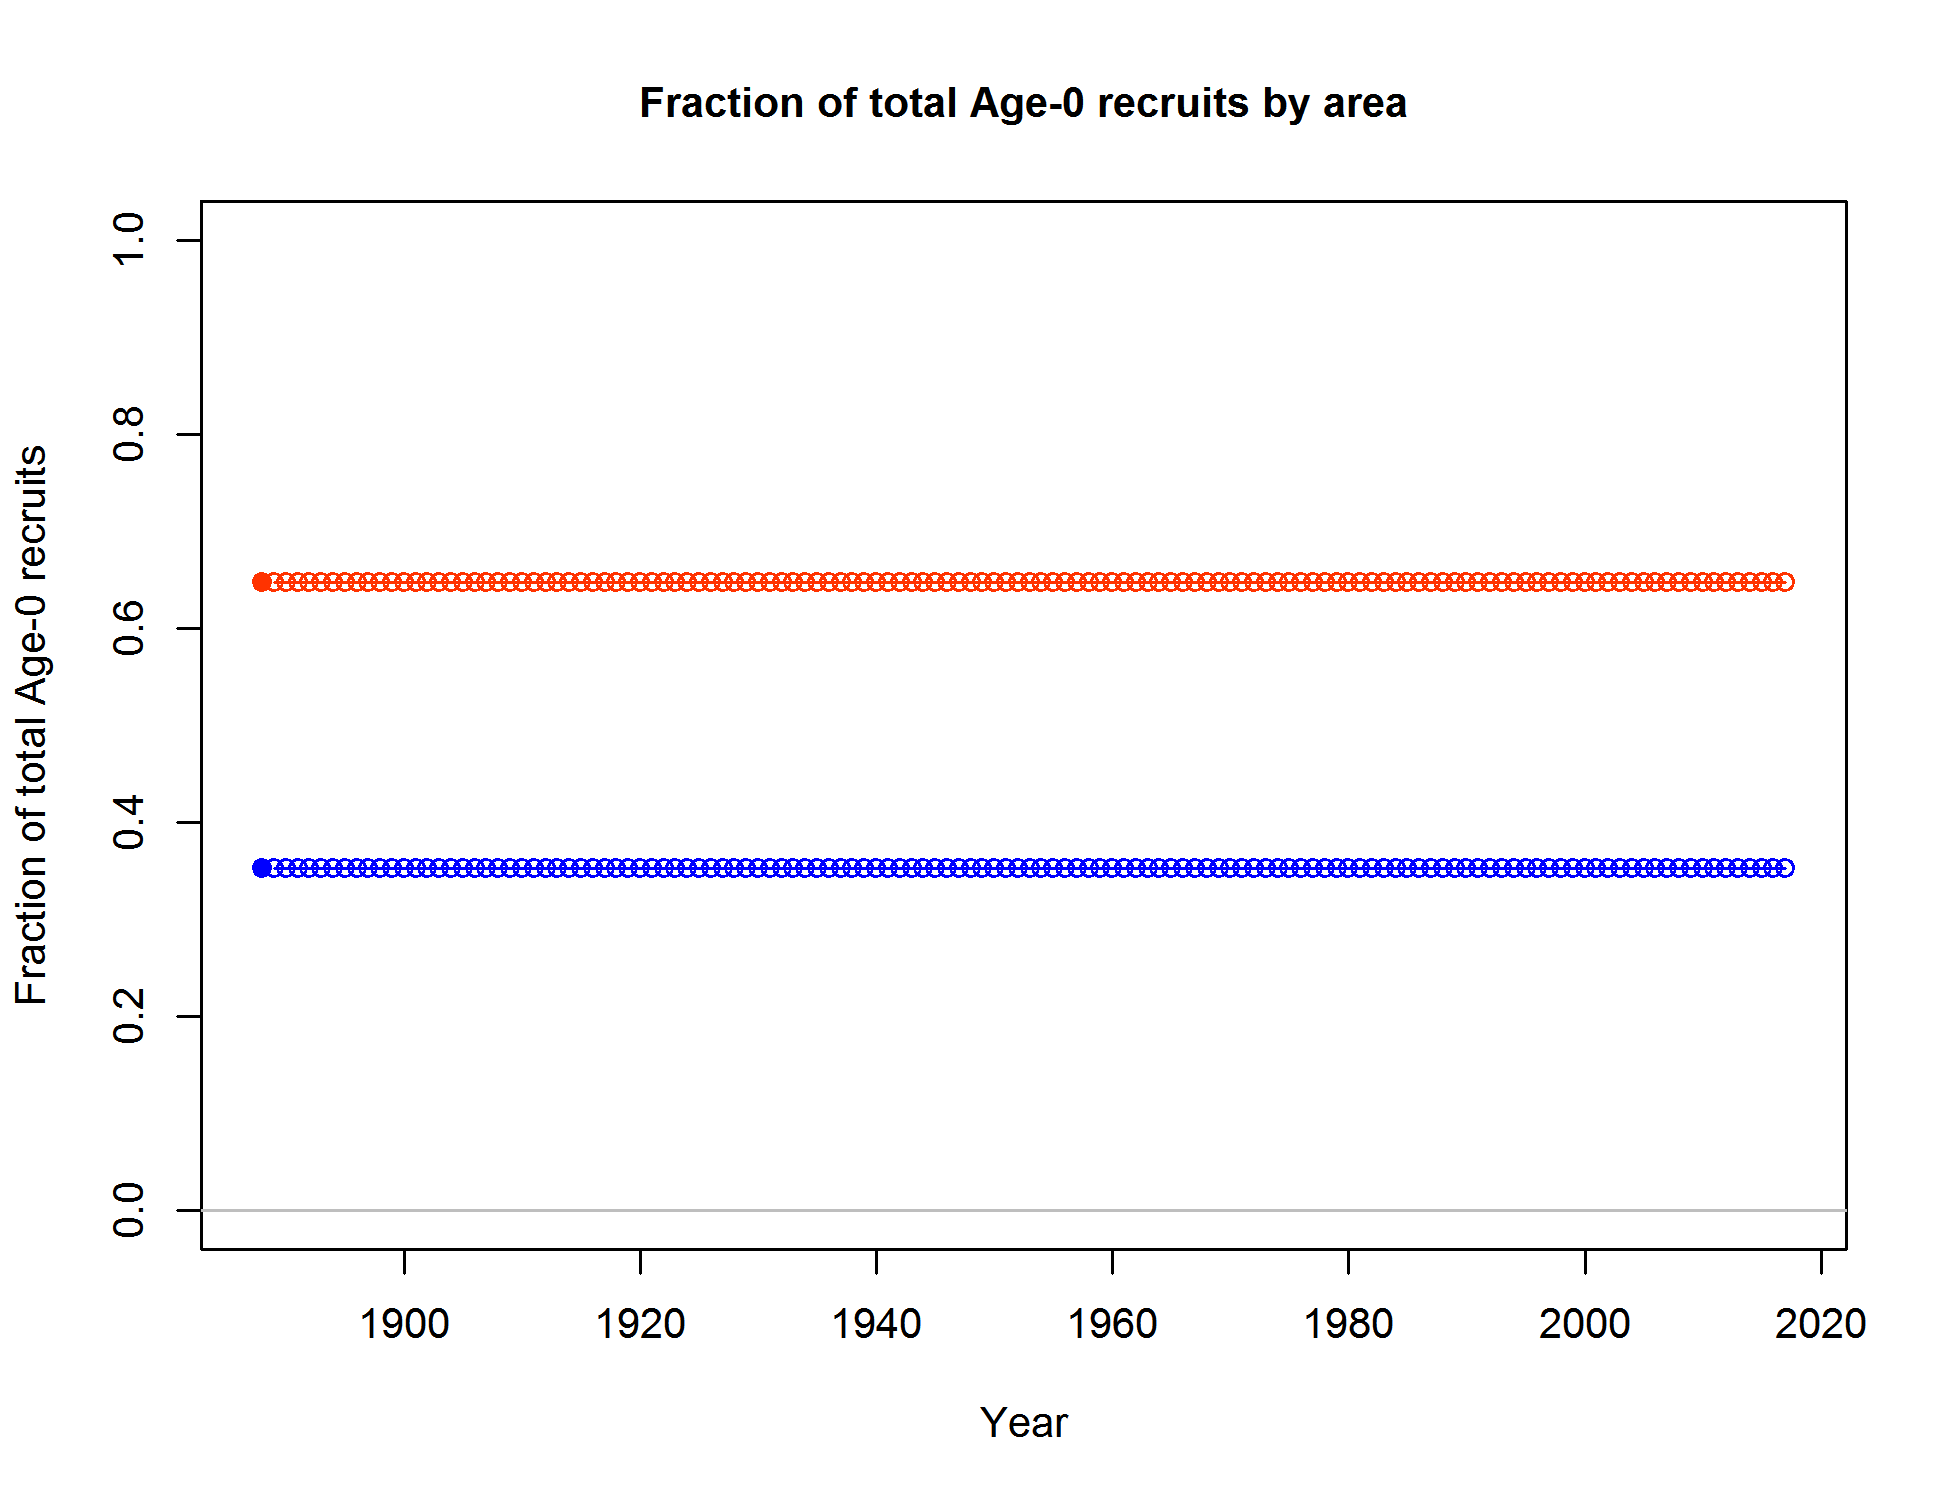 Fraction of total Age-0 recruits by area
Fraction of total Age-0 recruits
1.0
0.8
0.6
0.4
0.2
0.0
1900 1920 1940 1960 1980 2000 2020
Year